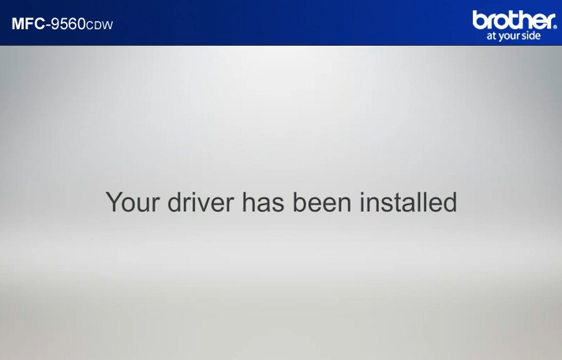 MFC-9560CDW
brother
at your side
Your driver has been installed